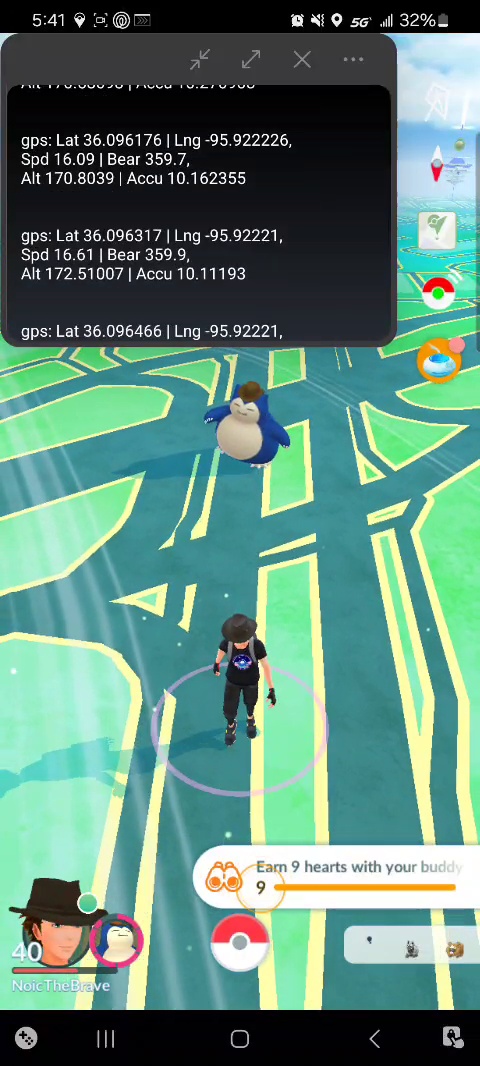 5:41
5G
32%
gps: Lat 36.096176 | Lng -95.922226,
Spd 16.09 | Bear 359.7,
Alt 170.8039 | Accu 10.162355
gps: Lat 36.096317 | Lng -95.92221,
Spd 16.61 | Bear 359.9,
Alt 172.51007 | Accu 10.11193
gps: Lat 36.096466 | Lng -95.92221,
Earn 9 hearts with your buddy
9
40
NoicTheBrave